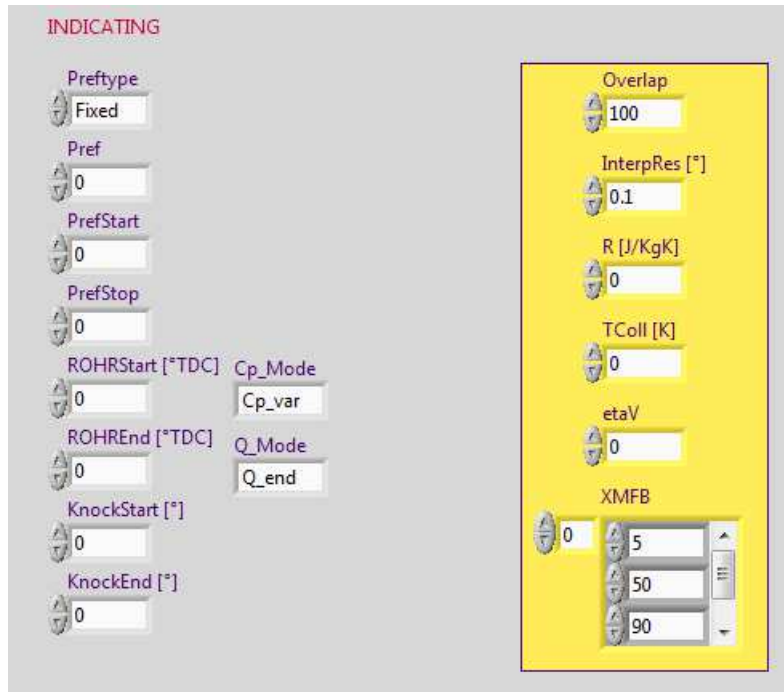 INDICATING
Preftype
Fixed
Pref
0
PrefStart
0
PrefStop
0
ROHRStart [°TDC]
0
Cp_Mode
Cp_var
ROHREnd [°TDC]
0
Q_Mode
Q_end
KnockStart [°]
0
KnockEnd [°]
0
Overlap
100
InterpRes [°]
0.1
R [J/KgK]
0
TColl [K]
0
etaV
0
XMFB
0
5
50
90